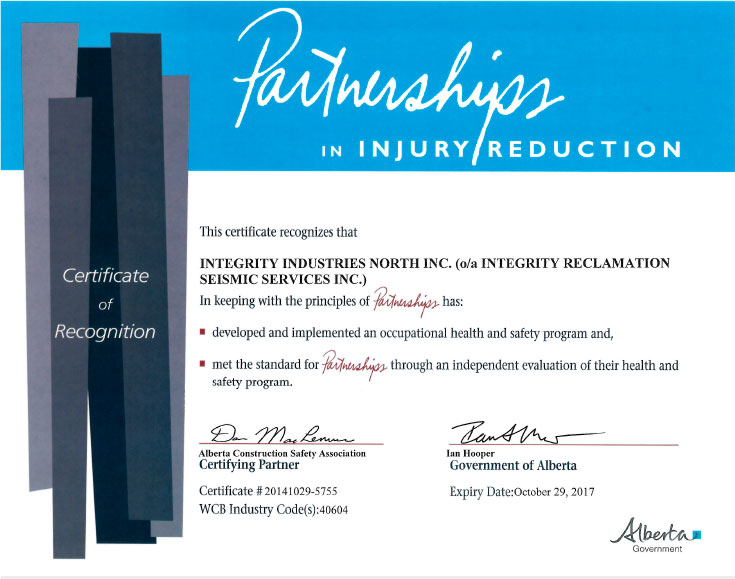 Partnerships
IN INJURY REDUCTION
Certificate
of
Recognition
This certificate recognizes that
INTEGRITY INDUSTRIES NORTH INC. (o/a INTEGRITY RECLAMATION
SEISMIC SERVICES INC.)
In keeping with the principles of Partnerships has:
developed and implemented an occupational health and safety program and,
met the standard for Partnerships through an independent evaluation of their health and
safety program.
Dan MacLennan
Alberta Construction Safety Association
Certifying Partner
Certificate # 20141029-5755
WCB Industry Code(s):40604
Ian Hooper
Government of Alberta
Expiry Date:October 29, 2017
Alberta
Government